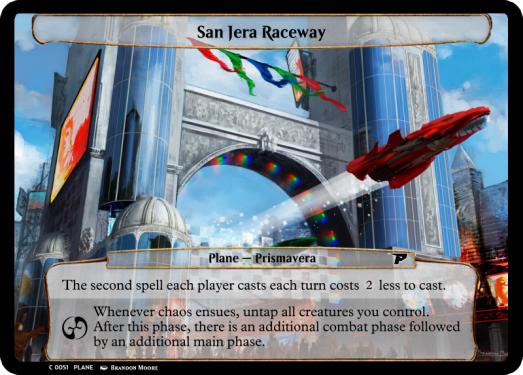 San Jera Raceway
Plane — Prismavera
The second spell each player casts each turn costs 2 less to cast.
Whenever chaos ensues, untap all creatures you control.
After this phase, there is an additional combat phase followed
by an additional main phase.
C 0051 PLANE BRANDON MOORE